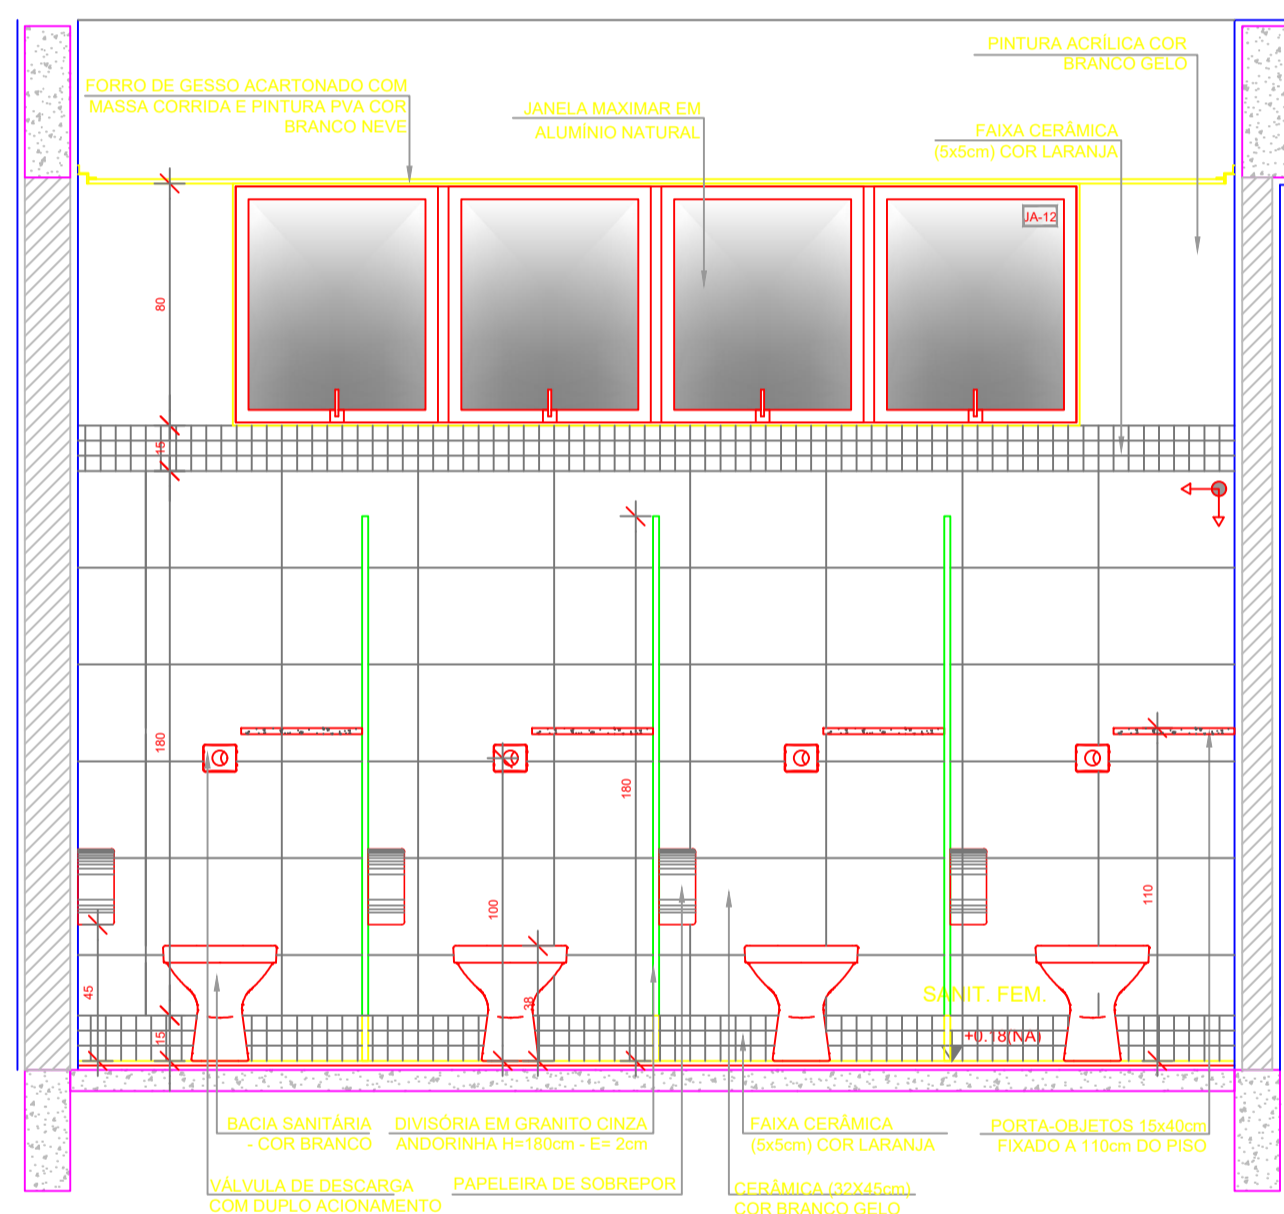 PINTURA ACRÍLICA COR
BRANCO GELO
FORRO DE GESSO ACARTONADO COM
MASSA CORRIDA E PINTURA PVA COR
BRANCO NEVE
JANELA MAXIMAR EM
ALUMÍNIO NATURAL
FAIXA CERÂMICA
(5x5cm) COR LARANJA
JA-12
80
15
180
180
110
100
45
38
15
SANIT. FEM.
+0.18(NA)
BACIA SANITÁRIA
- COR BRANCO
DIVISÓRIA EM GRANITO CINZA
ANDORINHA H=180cm - E= 2cm
FAIXA CERÂMICA
(5x5cm) COR LARANJA
PORTA-OBJETOS 15x40cm
FIXADO A 110cm DO PISO
VÁLVULA DE DESCARGA
COM DUPLO ACIONAMENTO
PAPELEIRA DE SOBREPOR
CERÂMICA (32X45cm)
COR BRANCO GELO